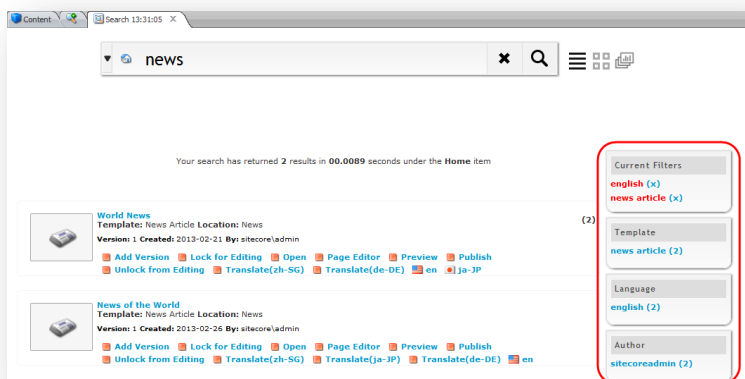 Content
Search 13:31:05 X
news
Your search has returned 2 results in 00.0089 seconds under the Home item
(2)
World News
Template: News Article Location: News
Version: 1 Created: 2013-02-21 By: sitecore\admin
Add Version Lock for Editing Open Page Editor Preview Publish
Unlock from Editing Translate(zh-SG) Translate(de-DE) en ja-JP
News of the World
Template: News Article Location: News
Version: 1 Created: 2013-02-26 By: sitecore\admin
Add Version Lock for Editing Open Page Editor Preview Publish
Unlock from Editing Translate(zh-SG) Translate(ja-JP) Translate(de-DE) en
Current Filters
english (x)
news article (x)
Template
news article (2)
Language
english (2)
Author
sitecoreadmin (2)